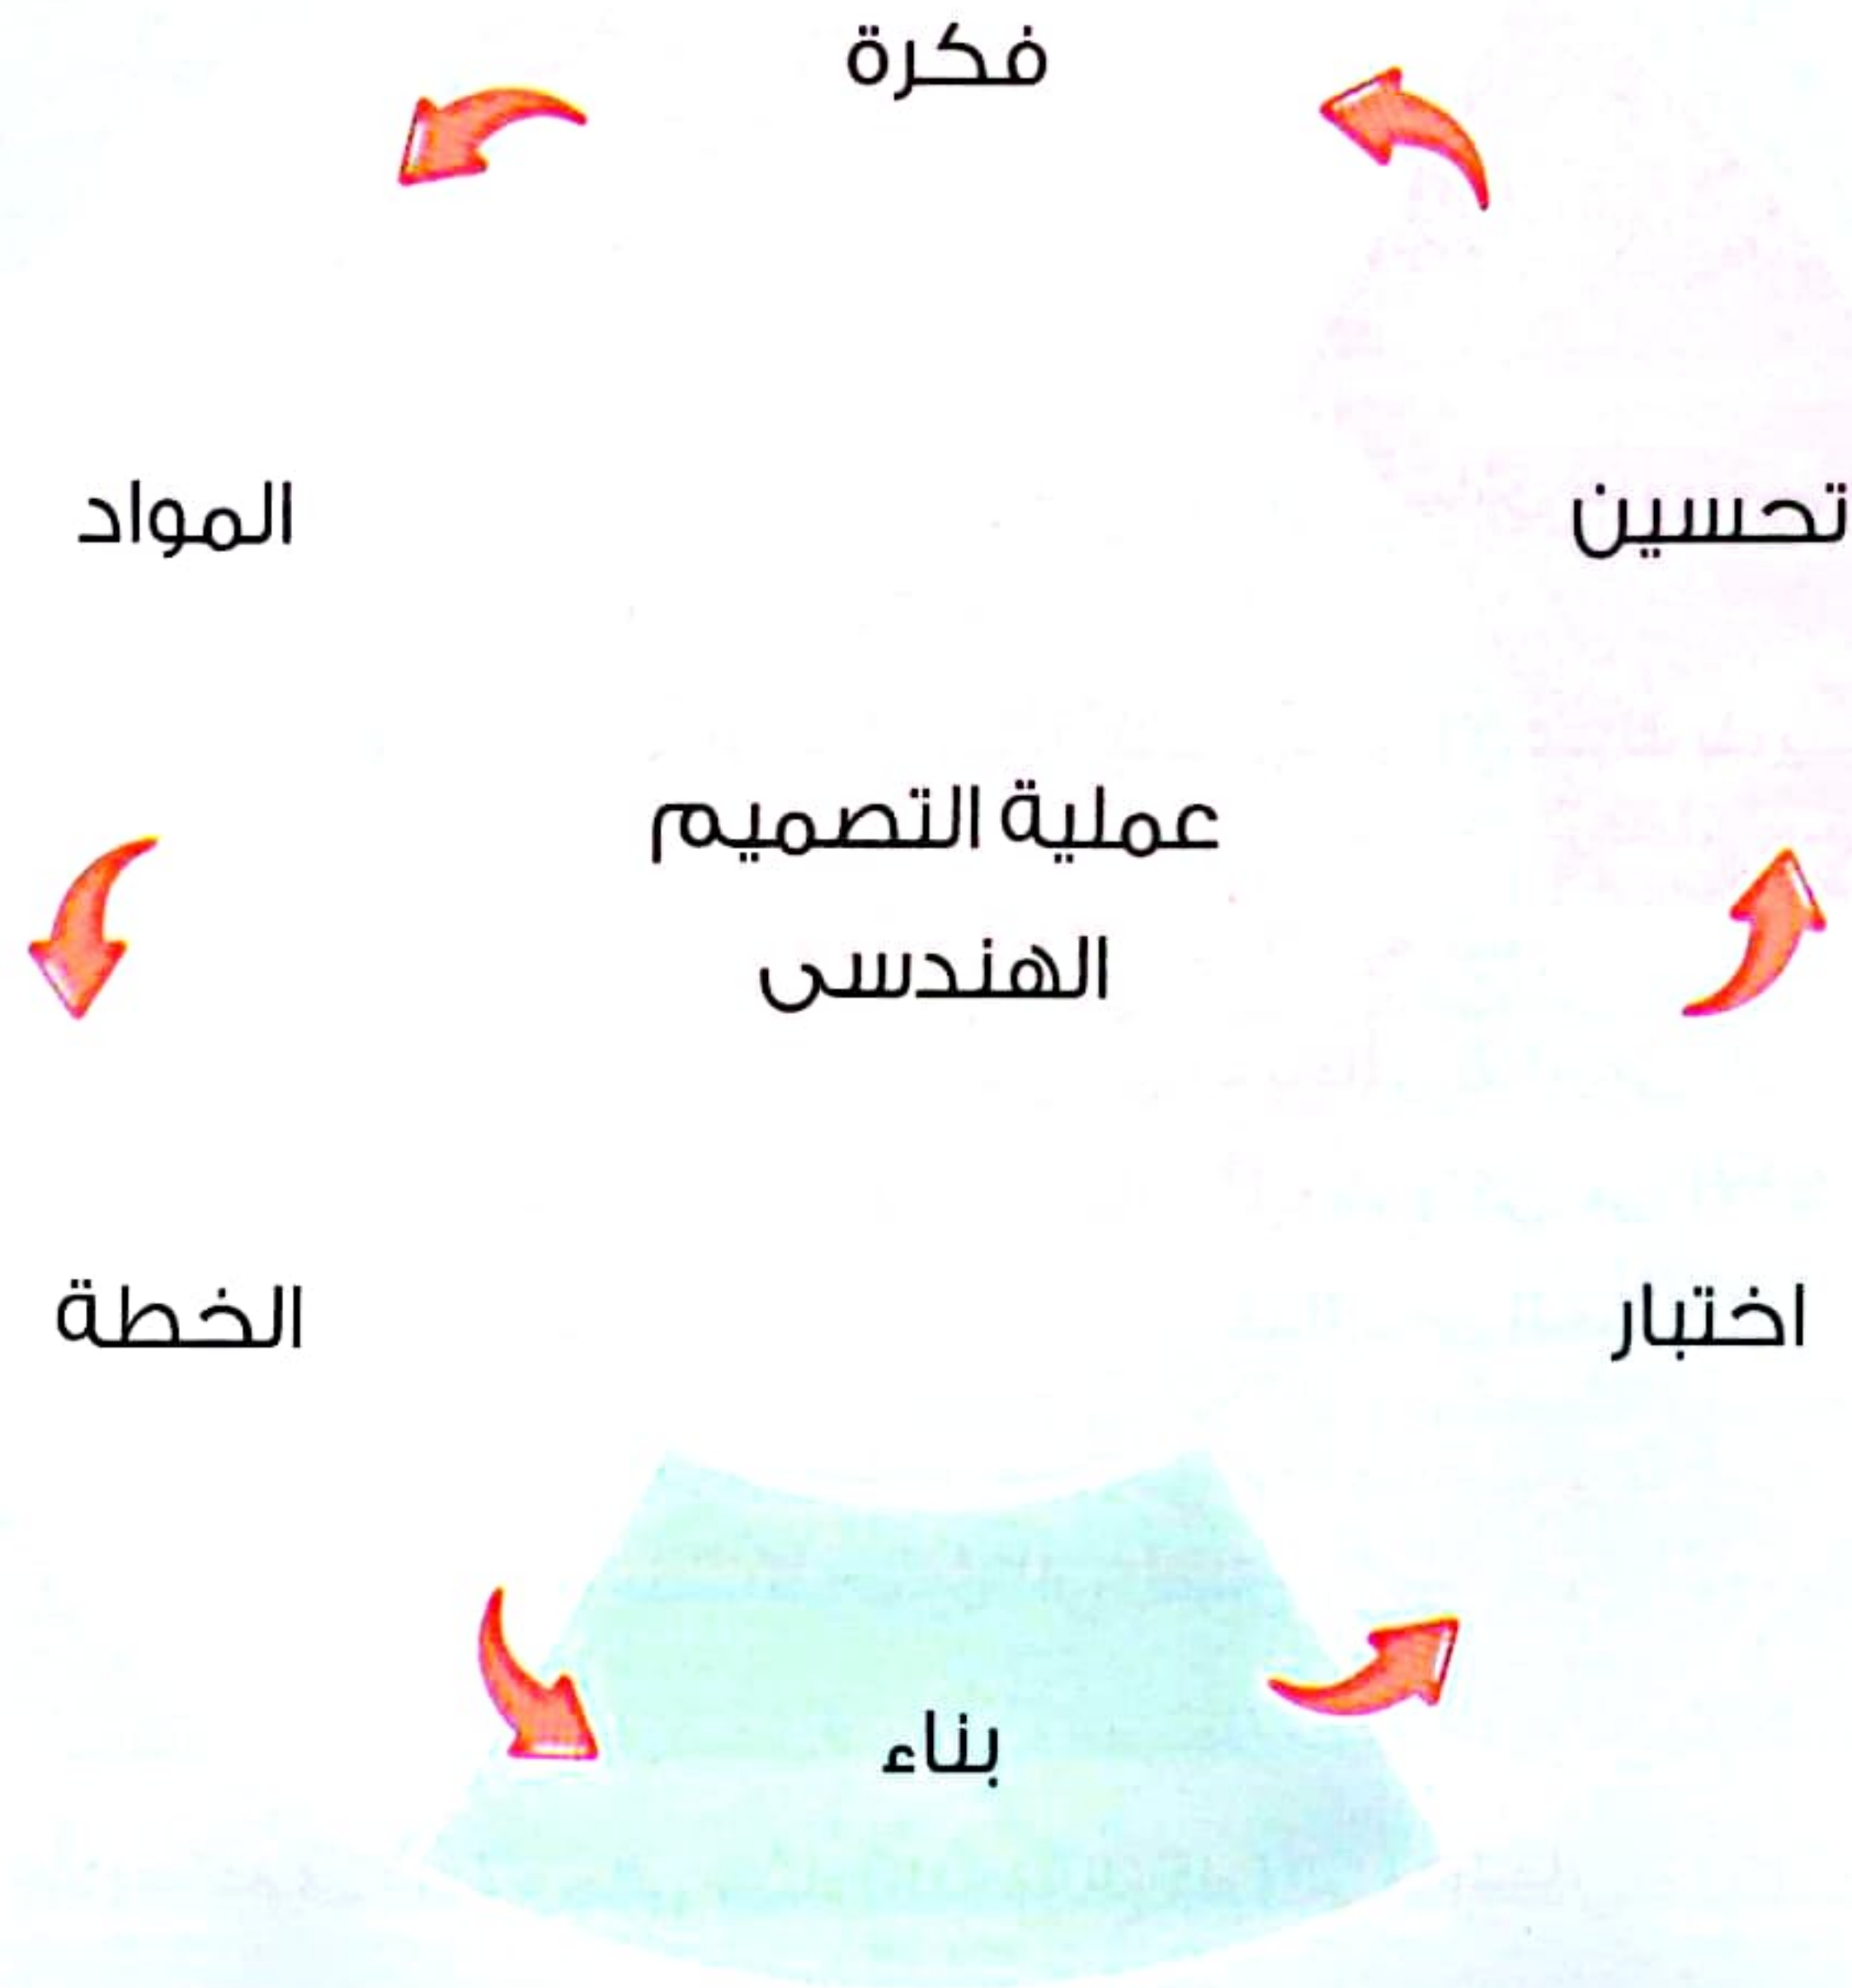 فكرة
تحسين
المواد
عملية التصميم
الهندسى
اختبار
الخطة
بناء